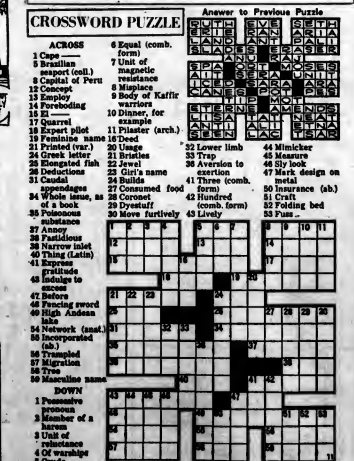 CROSSWORD PUZZLE
ACROSS
1 Cape ——
5 Brazilian
seaport (coll.)
8 Capital of Peru
12 Concept
13 Employ
14 Foreboding
15 El ——
17 Quarrel
18 Expert pilot
19 Feminine name
21 Printed (var.)
24 Greek letter
25 Elongated fish
26 Deductions
31 Caudal
appendages
34 Whole issue, as
of a book
35 Poisonous
substance
37 Annoy
38 Fastidious
39 Narrow inlet
40 Thing (Latin)
41 Express
gratitude
43 Indulge to
excess
47 Before
48 Fencing sword
49 High Andean
lake
54 Network (anat.)
55 Incorporated
(ab.)
56 Trampled
57 Migration
58 Tree
59 Masculine name
DOWN
1 Possessive
pronoun
2 Member of a
harem
3 Unit of
reluctance
4 Of warships
6 Equal (comb.
form)
7 Unit of
magnetic
resistance
8 Misplace
9 Body of Kaffir
warriors
10 Dinner, for
example
11 Pilaster (arch.)
16 Deed
20 Usage
21 Bristles
22 Jewel
23 Girl's name
24 Builds
27 Consumed food
28 Coronet
29 Dyestuff
30 Move furtively
32 Lower limb
33 Trap
36 Aversion to
exertion
41 Three (comb.
form)
42 Hundred
(comb. form)
43 Lively
44 Mimicker
45 Measure
46 Sly look
47 Mark design on
metal
50 Insurance (ab.)
51 Craft
52 Folding bed
53 Fuss
Answer to Previous Puzzle